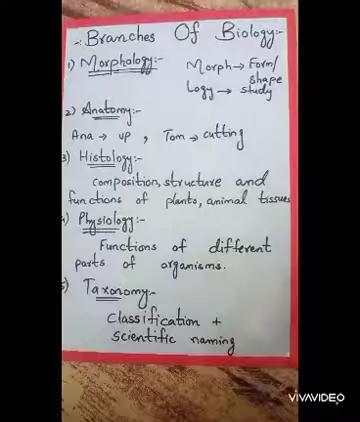 :- Branches Of Biology:-
1) Morphology:- Morph → Form/shape
Logy → study
2) Anatomy:-
Ana → up , Tom → cutting
3) Histology:-
composition, structure and
functions of plants, animal tissues
4) Physiology:-
Functions of different
parts of organisms.
5) Taxonomy:-
Classification +
scientific naming
VIVAVIDEO